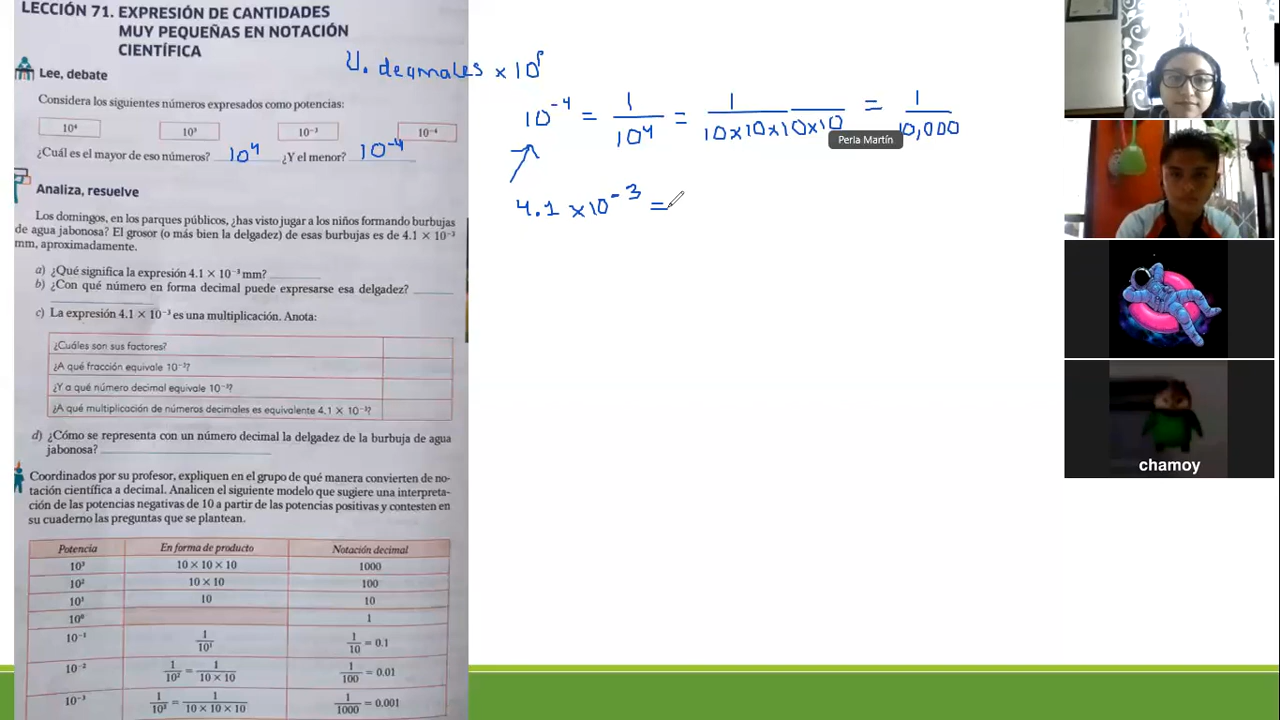 LECCIÓN 71. EXPRESIÓN DE CANTIDADES
MUY PEQUEÑAS EN NOTACIÓN
CIENTÍFICA
Lee, debate
Considera los siguientes números expresados como potencias:
10⁴ 10³ 10⁻³ 10⁻⁴
¿Cuál es el mayor de eso números? 10⁴ ¿Y el menor? 10⁻⁴
Analiza, resuelve
Los domingos, en los parques públicos, ¿has visto jugar a los niños formando burbujas
de agua jabonosa? El grosor (o más bien la delgadez) de esas burbujas es de 4.1 × 10⁻³
mm, aproximadamente.
a) ¿Qué significa la expresión 4.1 × 10⁻³ mm?
b) ¿Con qué número en forma decimal puede expresarse esa delgadez?
c) La expresión 4.1 × 10⁻³ es una multiplicación. Anota:
¿Cuáles son sus factores?
¿A qué fracción equivale 10⁻³?
¿Y a qué número decimal equivale 10⁻³?
¿A qué multiplicación de números decimales es equivalente 4.1 × 10⁻³?
d) ¿Cómo se representa con un número decimal la delgadez de la burbuja de agua
jabonosa?
Coordinados por su profesor, expliquen en el grupo de qué manera convierten de no-
tación científica a decimal. Analicen el siguiente modelo que sugiere una interpreta-
ción de las potencias negativas de 10 a partir de las potencias positivas y contesten en
su cuaderno las preguntas que se plantean.
Potencia En forma de producto Notación decimal
10³ 10 × 10 × 10 1000
10² 10 × 10 100
10¹ 10 10
10⁰ 1
10⁻¹ 1/10¹ 1/10 = 0.1
10⁻² 1/10² = 1/10 × 10 1/100 = 0.01
10⁻³ 1/10³ = 1/10 × 10 × 10 1/1000 = 0.001
U. decimales × 10
10⁻⁴ = 1/10⁴ = 1/10×10×10×10 = 1/10,000
Perla Martín
4.1 × 10⁻³ =
chamoy